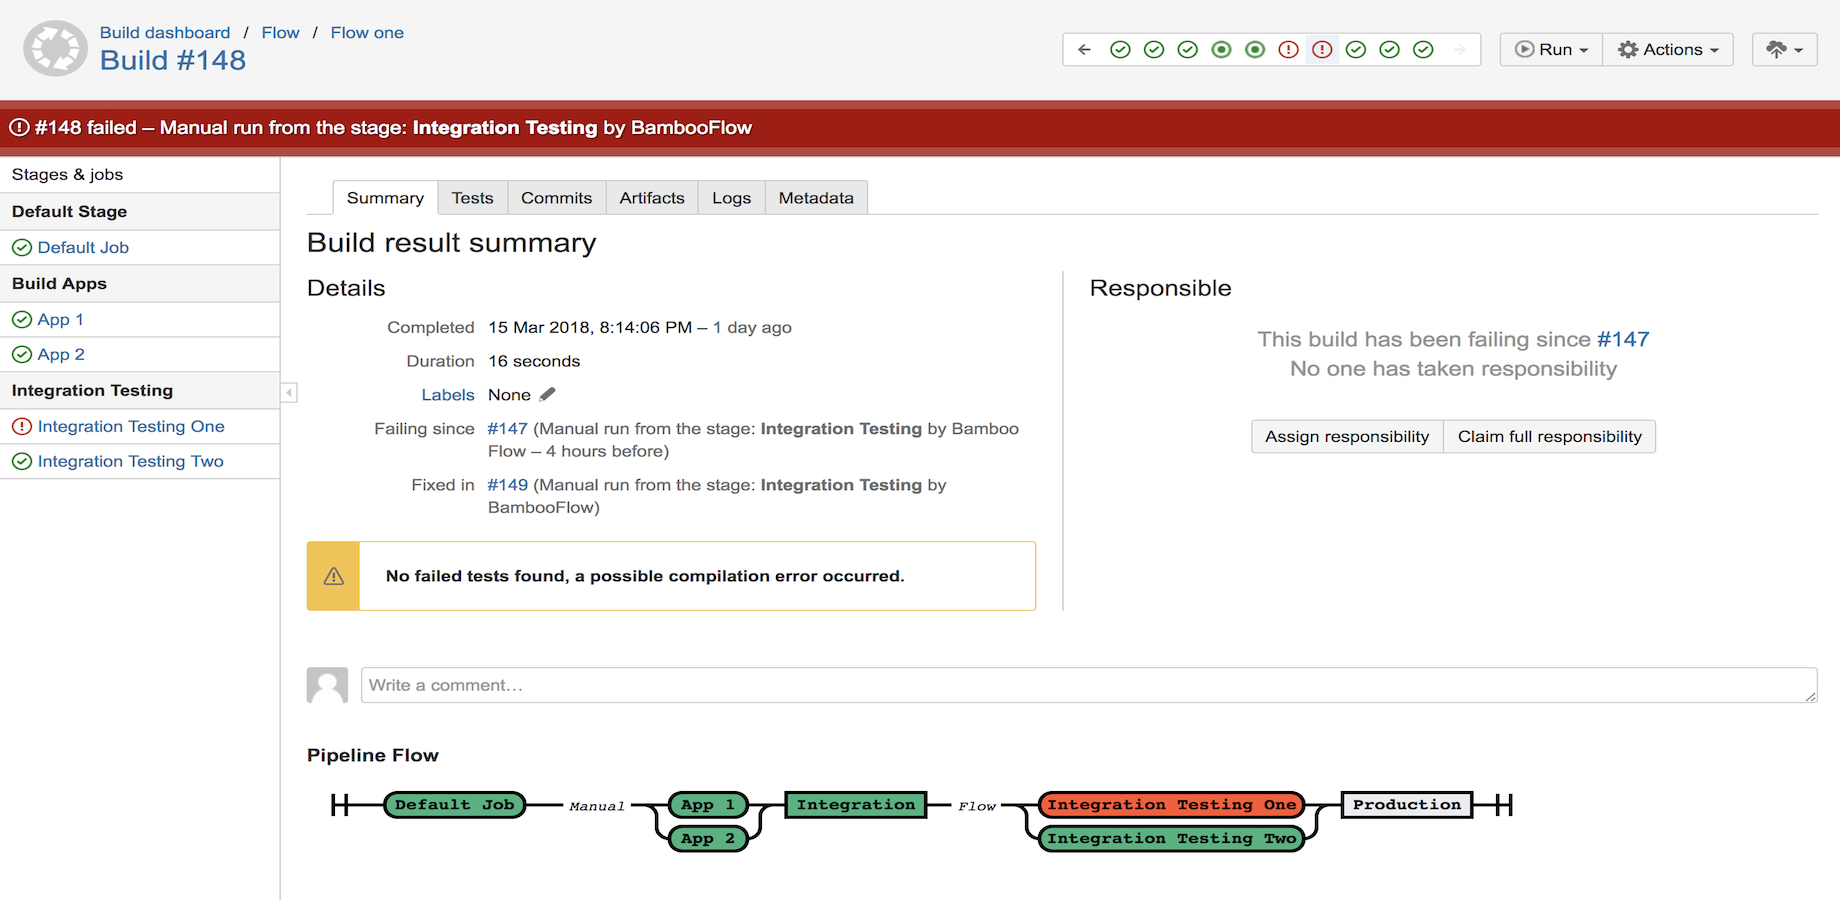 Build dashboard / Flow / Flow one
Build #148
Run
Actions
#148 failed – Manual run from the stage: Integration Testing by BambooFlow
Stages & jobs
Default Stage
Default Job
Build Apps
App 1
App 2
Integration Testing
Integration Testing One
Integration Testing Two
Summary
Tests
Commits
Artifacts
Logs
Metadata
Build result summary
Details
Completed 15 Mar 2018, 8:14:06 PM – 1 day ago
Duration 16 seconds
Labels None
Failing since #147 (Manual run from the stage: Integration Testing by Bamboo
Flow – 4 hours before)
Fixed in #149 (Manual run from the stage: Integration Testing by
BambooFlow)
No failed tests found, a possible compilation error occurred.
Responsible
This build has been failing since #147
No one has taken responsibility
Assign responsibility
Claim full responsibility
Write a comment…
Pipeline Flow
Default Job Manual App 1 Integration Flow Integration Testing One Production
App 2 Integration Testing Two